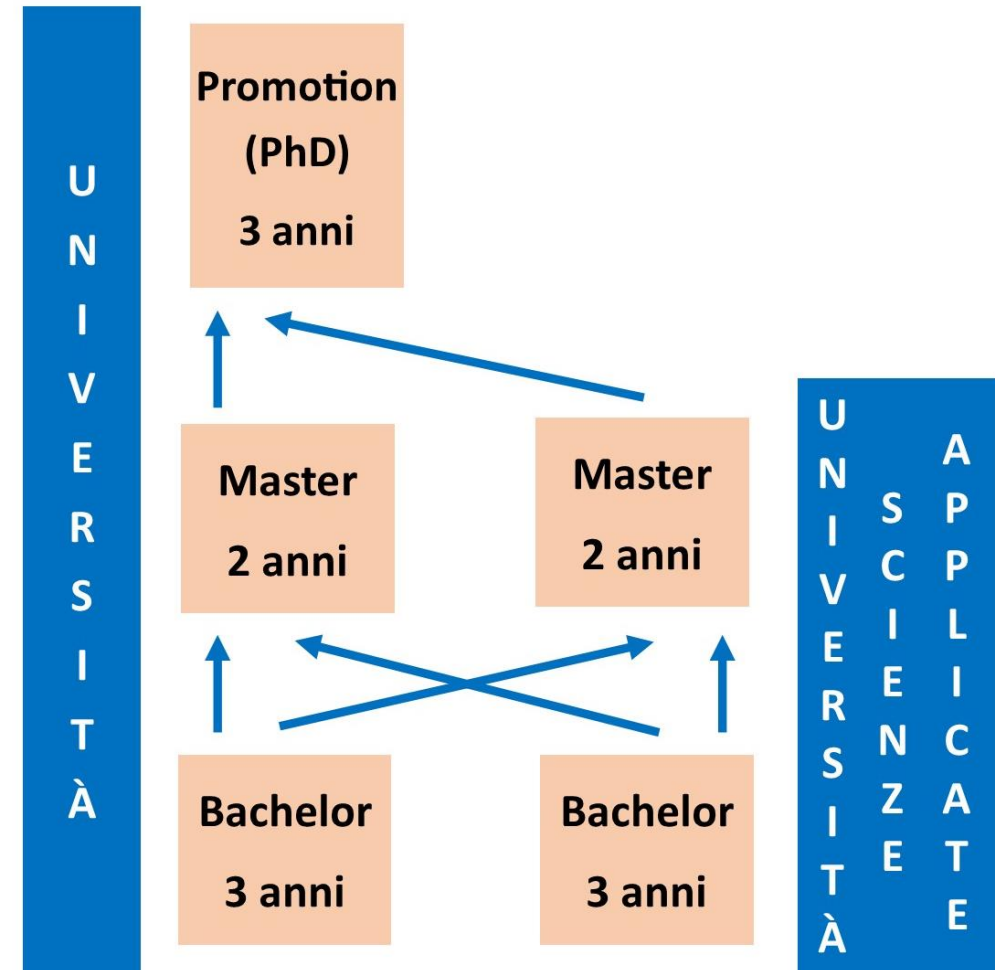 UNIVERSITÀ
Promotion
(PhD)
3 anni
Master
2 anni
Master
2 anni
Bachelor
3 anni
Bachelor
3 anni
UNIVERSITÀ
SCIENZE
APPLICATE